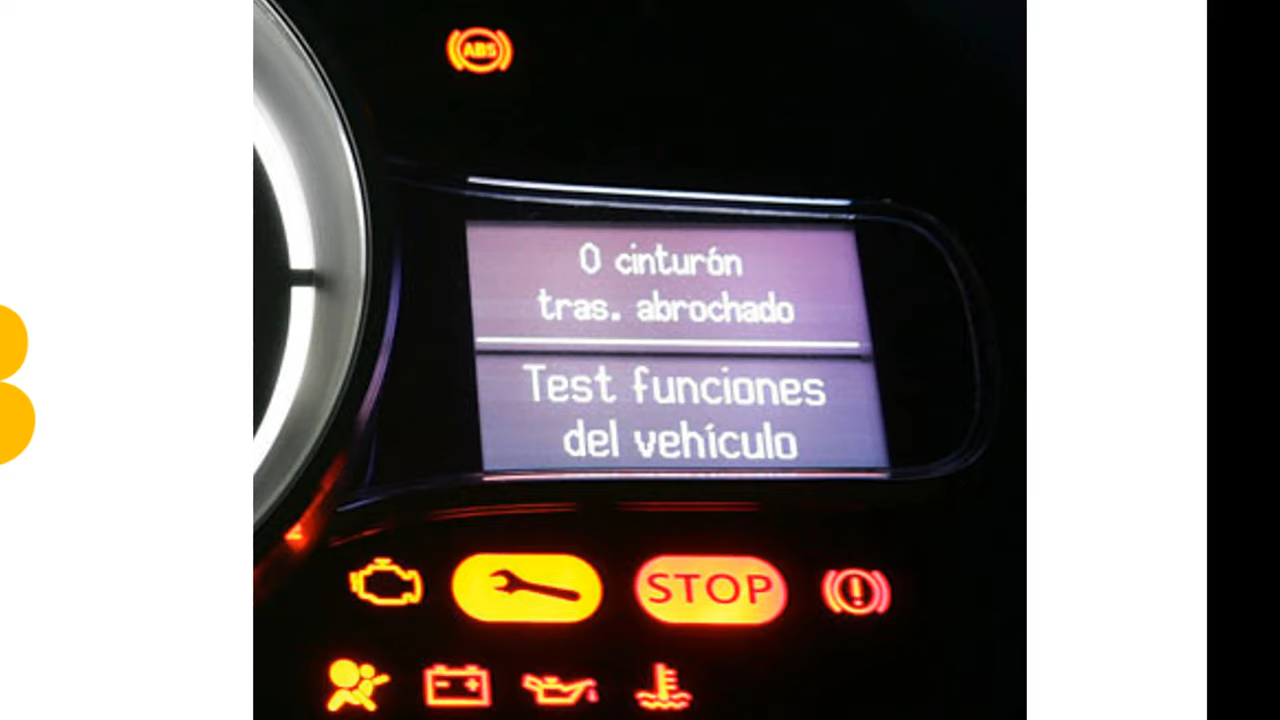 ABS
0 cinturón
tras. abrochado
Test funciones
del vehículo
STOP